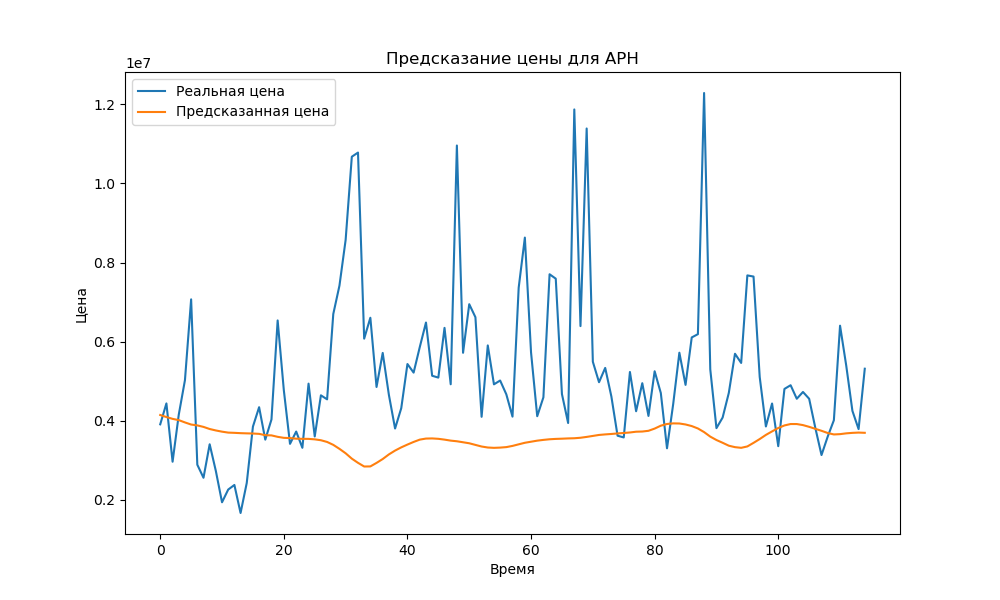 Предсказание цены для APH
1e7
Реальная цена
Предсказанная цена
1.2
1.0
0.8
0.6
0.4
0.2
Цена
0 20 40 60 80 100
Время